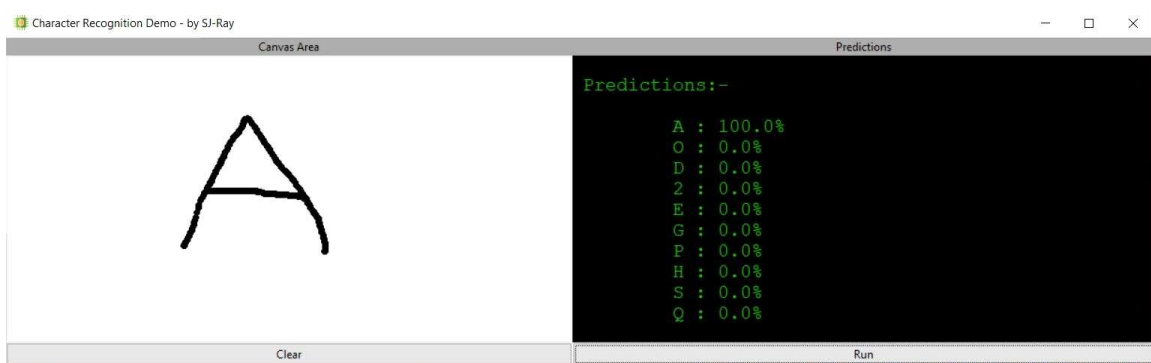 Character Recognition Demo - by SJ-Ray
Canvas Area
A
Clear
Predictions
Predictions:-
A : 100.0%
O : 0.0%
D : 0.0%
2 : 0.0%
E : 0.0%
G : 0.0%
P : 0.0%
H : 0.0%
S : 0.0%
Q : 0.0%
Run